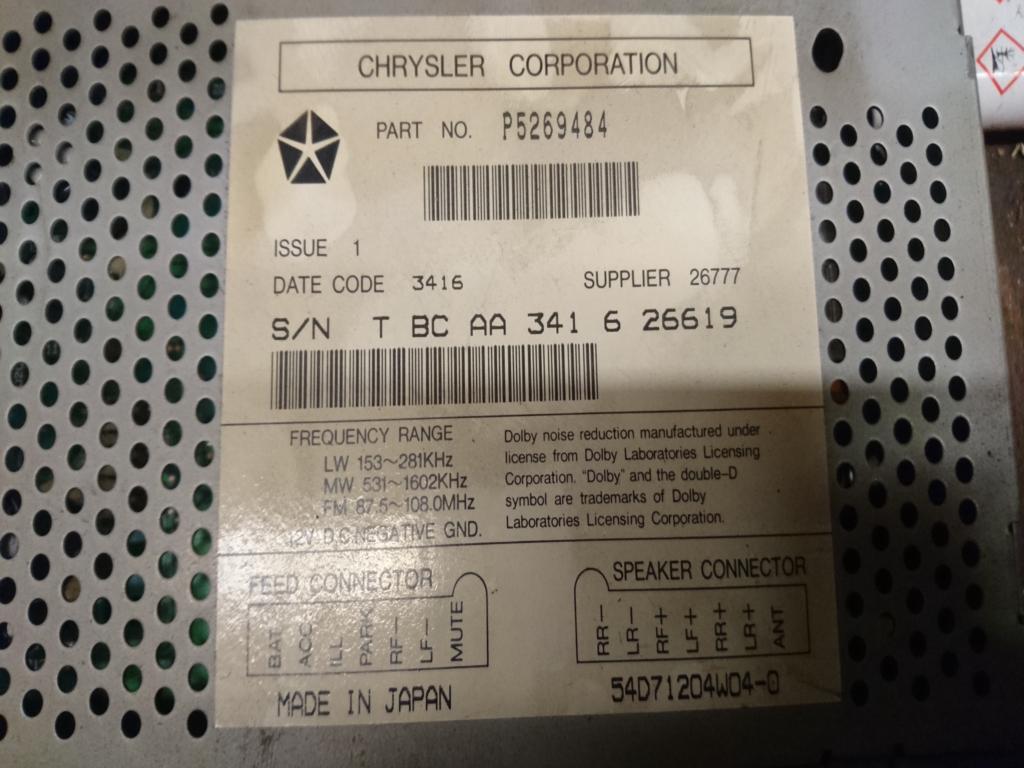 CHRYSLER CORPORATION
PART NO. P5269484
ISSUE 1
DATE CODE 3416 SUPPLIER 26777
S/N T BC AA 341 6 26619
FREQUENCY RANGE
LW 153~281KHz
MW 531~1602KHz
FM 87.5~108.0MHz
12V D.C.NEGATIVE GND.
Dolby noise reduction manufactured under
license from Dolby Laboratories Licensing
Corporation. "Dolby" and the double-D
symbol are trademarks of Dolby
Laboratories Licensing Corporation.
FEED CONNECTOR
BAT.
ACC.
ILL
PARK
RF−
LF−
MUTE
SPEAKER CONNECTOR
RR−
LR−
RF+
LF+
RR+
LR+
ANT
MADE IN JAPAN
54D71204W04-0